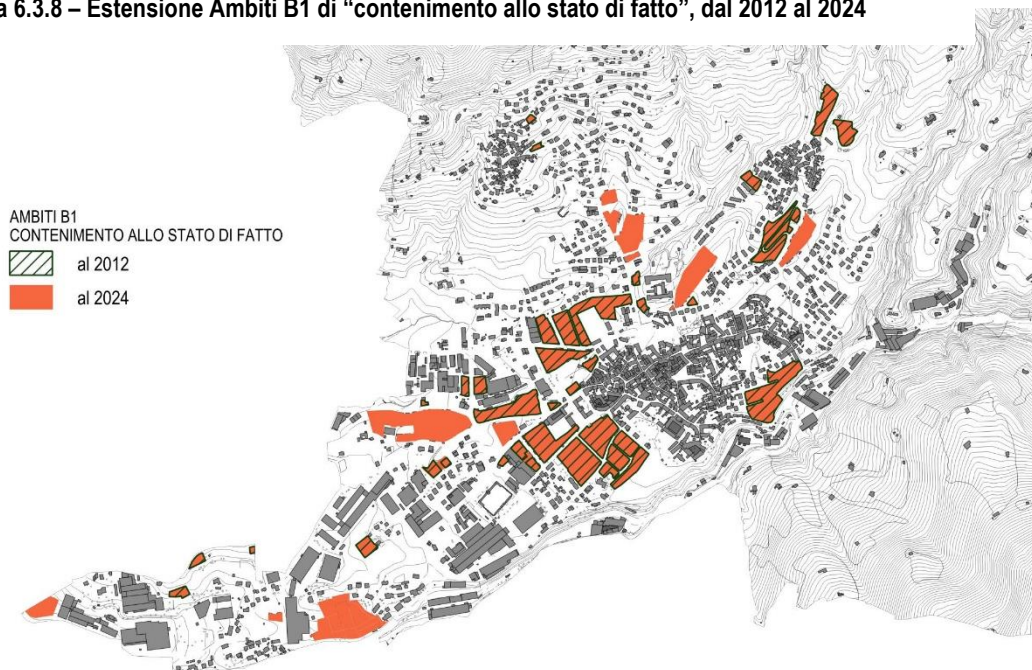 a 6.3.8 – Estensione Ambiti B1 di “contenimento allo stato di fatto”, dal 2012 al 2024
AMBITI B1
CONTENIMENTO ALLO STATO DI FATTO
al 2012
al 2024